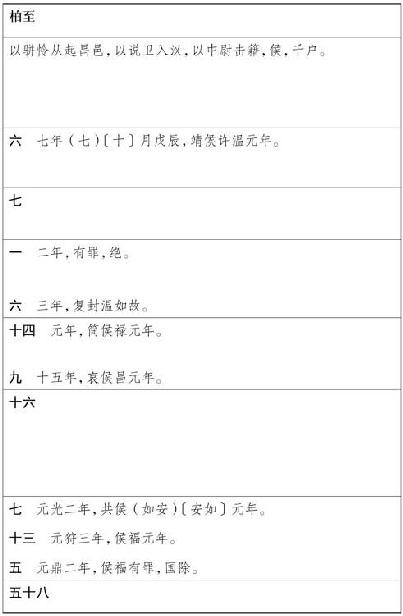 柏至
以骈怜从起昌邑，以说卫入汉，以中尉击籍，侯，千户。
六 七年（七）〔十〕月戊辰，靖侯许温元年。
七
一 二年，有罪，绝。
六 三年，复封温如故。
十四 元年，简侯禄元年。
九 十五年，哀侯昌元年。
十六
七 元光二年，共侯（如安）〔安如〕元年。
十三 元狩三年，侯福元年。
五 元鼎二年，侯福有罪，国除。
五十八